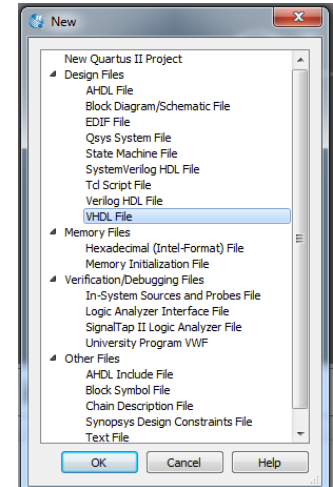 New
New Quartus II Project
Design Files
AHDL File
Block Diagram/Schematic File
EDIF File
Qsys System File
State Machine File
SystemVerilog HDL File
Tcl Script File
Verilog HDL File
VHDL File
Memory Files
Hexadecimal (Intel-Format) File
Memory Initialization File
Verification/Debugging Files
In-System Sources and Probes File
Logic Analyzer Interface File
SignalTap II Logic Analyzer File
University Program VWF
Other Files
AHDL Include File
Block Symbol File
Chain Description File
Synopsys Design Constraints File
Text File
OK Cancel Help